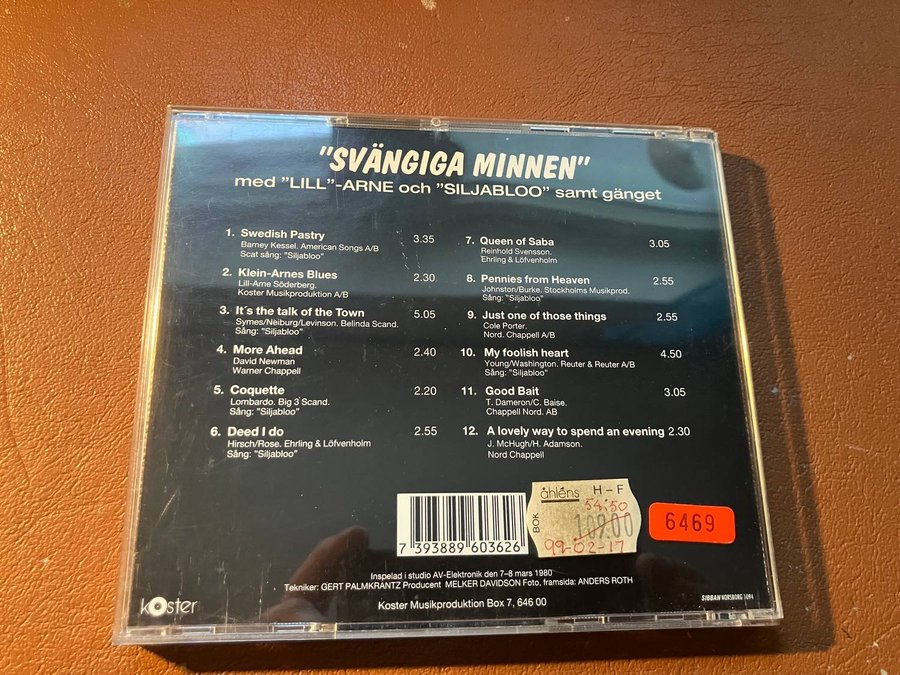 "SVÄNGIGA MINNEN"
med "LILL"-ARNE och "SILJABLOO" samt gänget
1. Swedish Pastry 3.35
Barney Kessel. American Songs A/B
Scat sång: "Siljabloo"
2. Klein-Arnes Blues 2.30
Lill-Arne Söderberg.
Koster Musikproduktion A/B
3. It´s the talk of the Town 5.05
Symes/Neiburg/Levinson. Belinda Scand.
Sång: "Siljabloo"
4. More Ahead 2.40
David Newman
Warner Chappell
5. Coquette 2.20
Lombardo. Big 3 Scand.
Sång: "Siljabloo"
6. Deed I do 2.55
Hirsch/Rose. Ehrling & Löfvenholm
Sång: "Siljabloo"
7. Queen of Saba 3.05
Reinhold Svensson.
Ehrling & Löfvenholm
8. Pennies from Heaven 2.55
Johnston/Burke. Stockholms Musikprod.
Sång: "Siljabloo"
9. Just one of those things 2.55
Cole Porter.
Nord. Chappell A/B
10. My foolish heart 4.50
Young/Washington. Reuter & Reuter A/B
Sång: "Siljabloo"
11. Good Bait 3.05
T. Dameron/C. Baise.
Chappell Nord. AB
12. A lovely way to spend an evening 2.30
J. McHugh/H. Adamson.
Nord Chappell
7 393889 603626
åhléns H-F
BOK
54:50
109.00
99-02-17
6469
Inspelad i studio AV-Elektronik den 7-8 mars 1980
Tekniker: GERT PALMKRANTZ Producent MELKER DAVIDSON Foto, framsida: ANDERS ROTH
Koster Musikproduktion Box 7, 646 00
koster
SIBBAN NORSBORG 1094